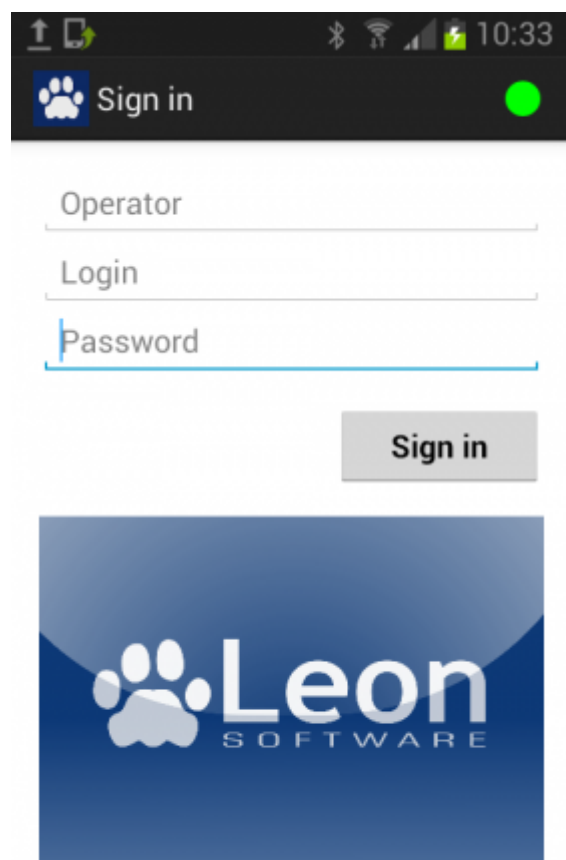 10:33
Sign in
Operator
Login
Password
Sign in
Leon
SOFTWARE